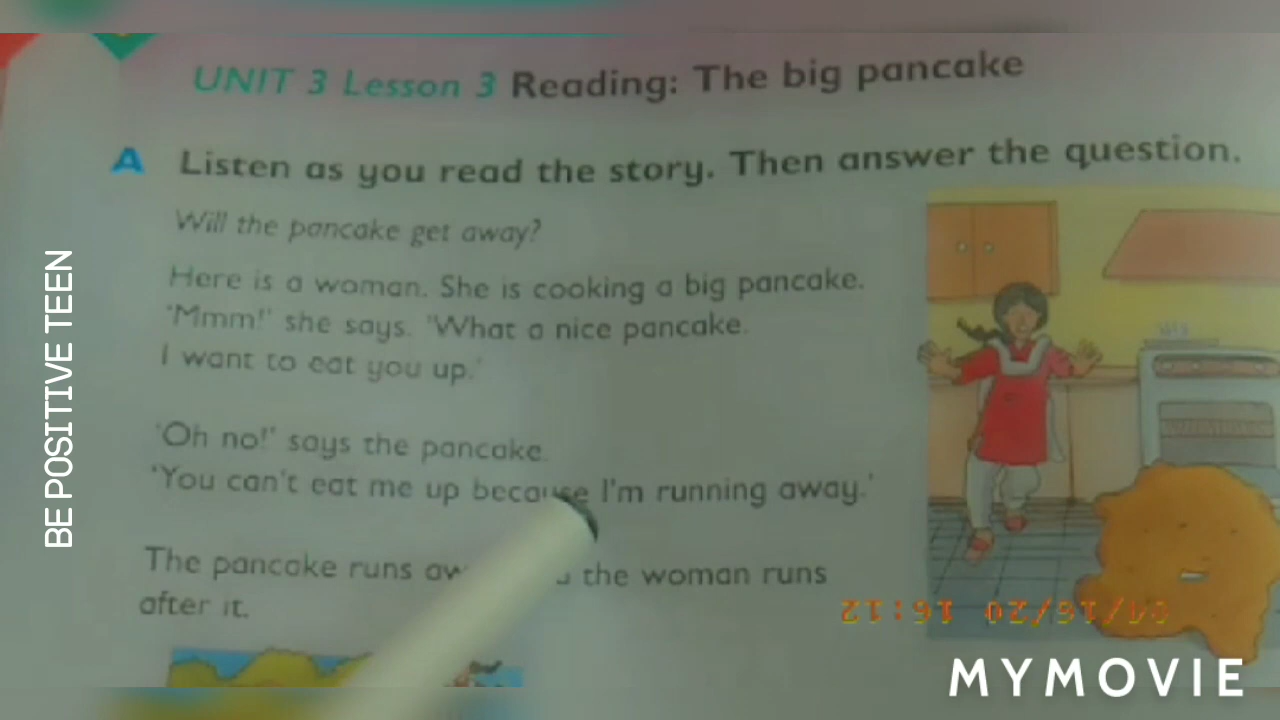 UNIT 3 Lesson 3 Reading: The big pancake
A Listen as you read the story. Then answer the question.
Will the pancake get away?
Here is a woman. She is cooking a big pancake.
'Mmm!' she says. 'What a nice pancake.
I want to eat you up.'
'Oh no!' says the pancake.
'You can't eat me up because I'm running away.'
The pancake runs the woman runs
after it.
BE POSITIVE TEEN
MYMOVIE